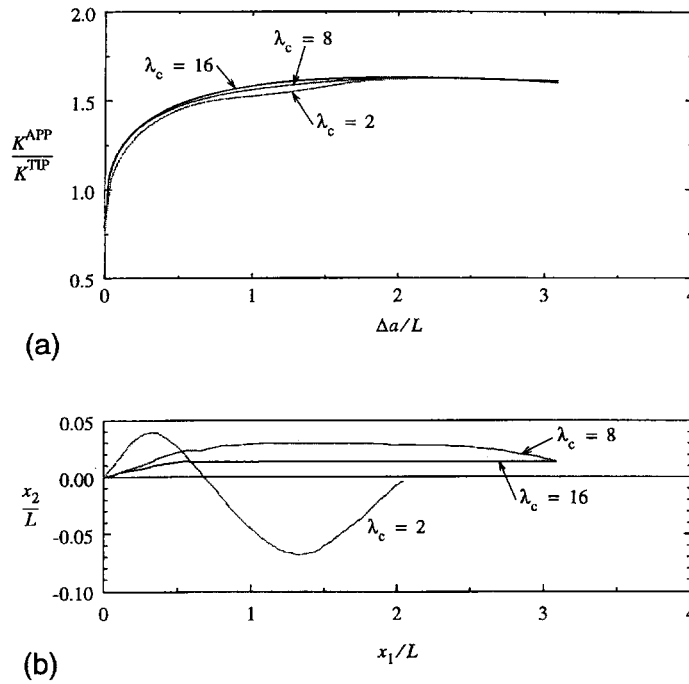 2.0
λc = 8
λc = 16
1.5
K^APP
K^TIP
λc = 2
1.0
0.5
0 1 2 3 4
Δa/L
(a)
0.05
λc = 8
x2
L
0.00
λc = 16
λc = 2
-0.05
-0.10
0 1 2 3 4
x1/L
(b)